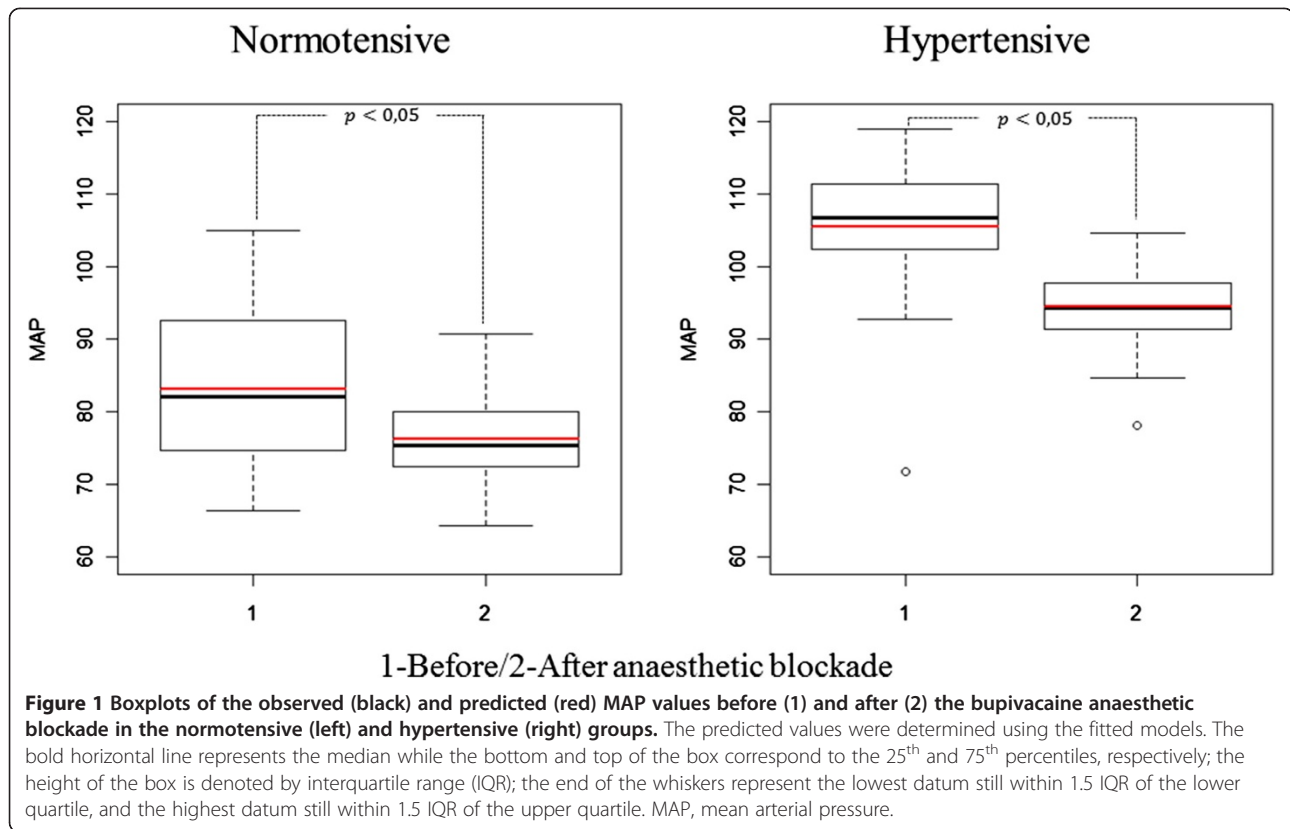 Normotensive
Hypertensive
p < 0,05
p < 0,05
MAP
120
110
100
90
80
70
60
1
2
MAP
120
110
100
90
80
70
60
1
2
1-Before/2-After anaesthetic blockade
Figure 1 Boxplots of the observed (black) and predicted (red) MAP values before (1) and after (2) the bupivacaine anaesthetic
blockade in the normotensive (left) and hypertensive (right) groups. The predicted values were determined using the fitted models. The
bold horizontal line represents the median while the bottom and top of the box correspond to the 25th and 75th percentiles, respectively; the
height of the box is denoted by interquartile range (IQR); the end of the whiskers represent the lowest datum still within 1.5 IQR of the lower
quartile, and the highest datum still within 1.5 IQR of the upper quartile. MAP, mean arterial pressure.